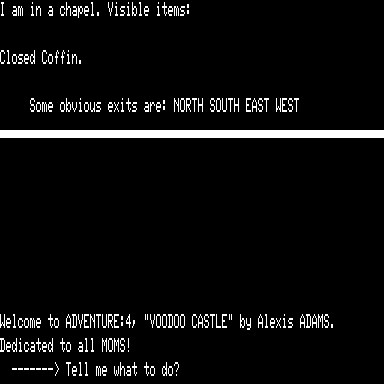 I am in a chapel. Visible items:
Closed Coffin.
Some obvious exits are: NORTH SOUTH EAST WEST
Welcome to ADVENTURE:4, "VOODOO CASTLE" by Alexis ADAMS.
Dedicated to all MOMS!
-------> Tell me what to do?